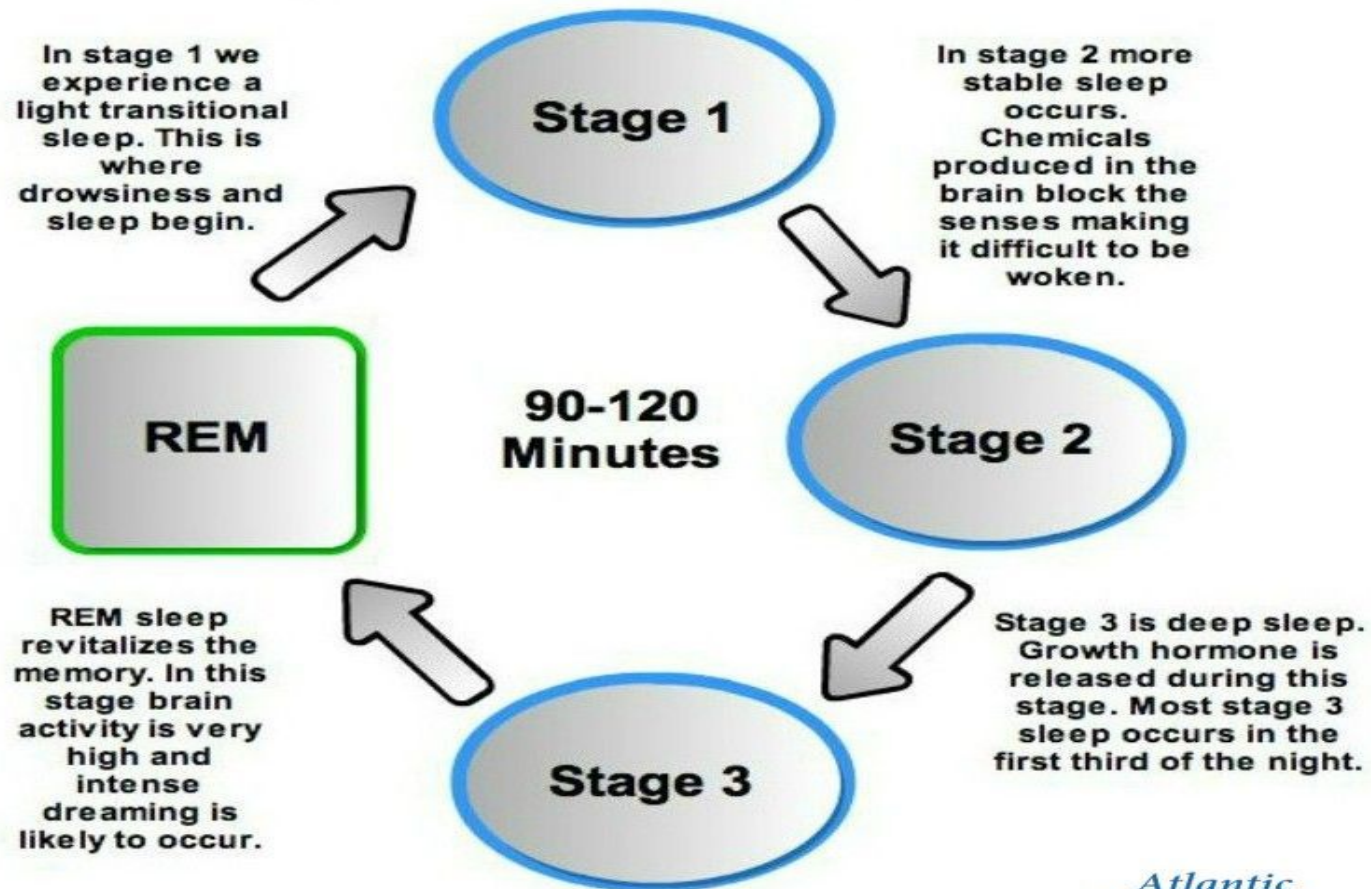 In stage 1 we
experience a
light transitional
sleep. This is
where
drowsiness and
sleep begin.
Stage 1
In stage 2 more
stable sleep
occurs.
Chemicals
produced in the
brain block the
senses making
it difficult to be
woken.
REM
90-120
Minutes
Stage 2
REM sleep
revitalizes the
memory. In this
stage brain
activity is very
high and
intense
dreaming is
likely to occur.
Stage 3
Stage 3 is deep sleep.
Growth hormone is
released during this
stage. Most stage 3
sleep occurs in the
first third of the night.
Atlantic